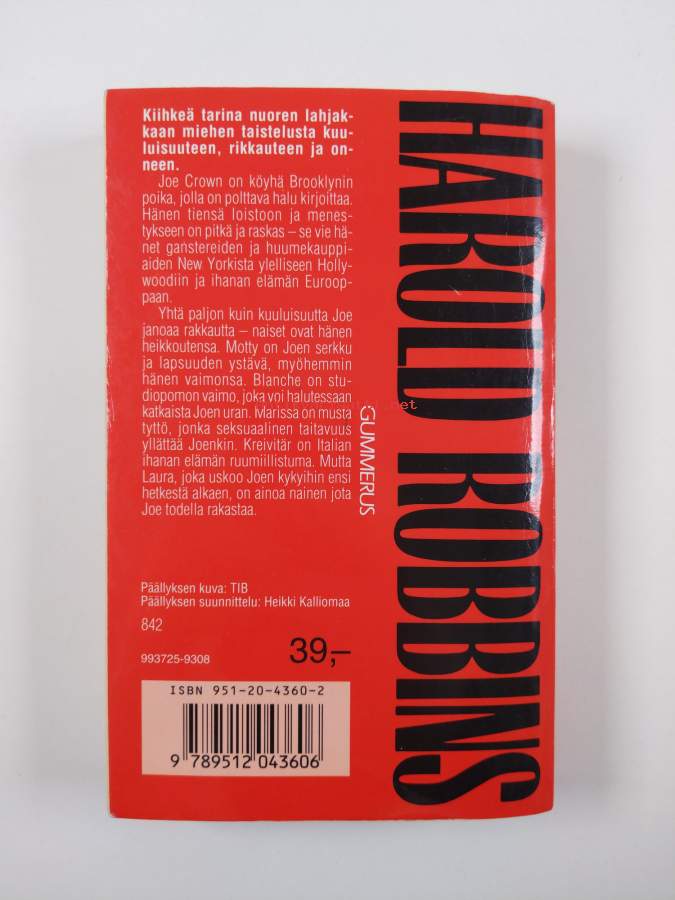 Kiihkeä tarina nuoren lahjak-
kaan miehen taistelusta kuu-
luisuuteen, rikkauteen ja on-
neen.
Joe Crown on köyhä Brooklynin
poika, jolla on polttava halu kirjoittaa.
Hänen tiensä loistoon ja menes-
tykseen on pitkä ja raskas – se vie hä-
net ganstereiden ja huumekauppi-
aiden New Yorkista ylelliseen Holly-
woodiin ja ihanan elämän Euroop-
paan.
Yhtä paljon kuin kuuluisuutta Joe
janoaa rakkautta – naiset ovat hänen
heikkoutensa. Motty on Joen serkku
ja lapsuuden ystävä, myöhemmin
hänen vaimonsa. Blanche on stu-
diopomon vaimo, joka voi halutessaan
katkaista Joen uran. Marissa on musta
tyttö, jonka seksuaalinen taitavuus
yllättää Joenkin. Kreivitär on Italian
ihanan elämän ruumiillistuma. Mutta
Laura, joka uskoo Joen kykyihin ensi
hetkestä alkaen, on ainoa nainen jota
Joe todella rakastaa.
GUMMERUS
HAROLD ROBBINS
Päällyksen kuva: TIB
Päällyksen suunnittelu: Heikki Kalliomaa
842
39,–
993725-9308
ISBN 951-20-4360-2
9 789512 043606